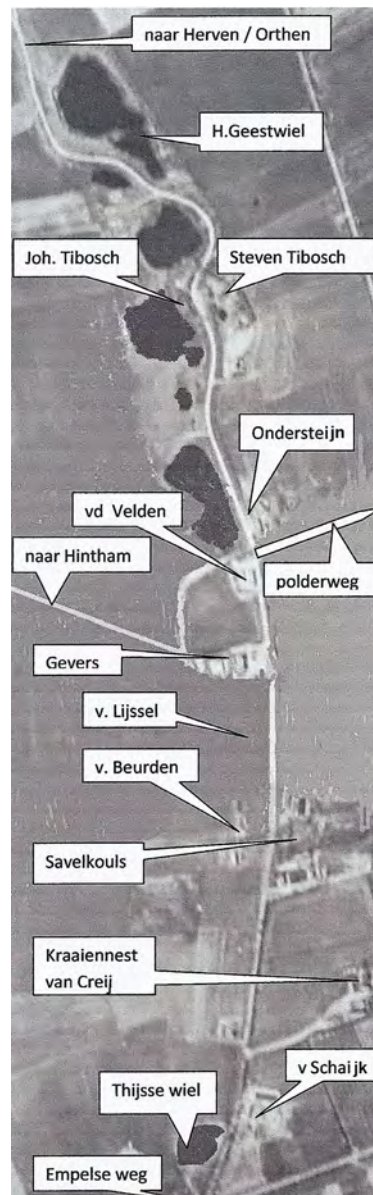 naar Herven / Orthen
H.Geestwiel
Joh. Tibosch
Steven Tibosch
Ondersteijn
vd Velden
naar Hintham
polderweg
Gevers
v. Lijssel
v. Beurden
Savelkouls
Kraaiennest
van Creij
v Schaijk
Thijsse wiel
Empelse weg